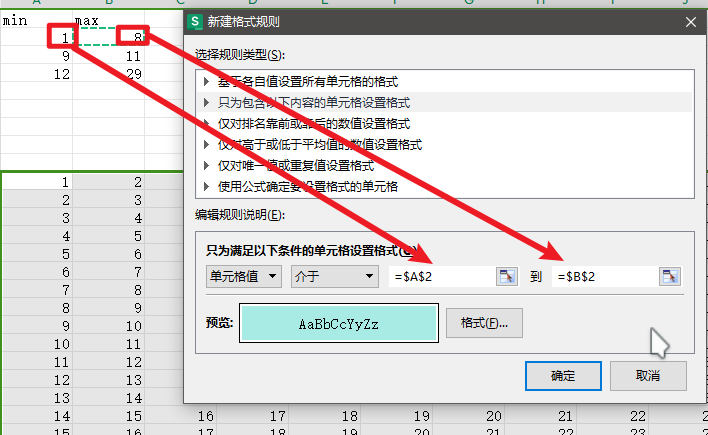 A B C D E F G H I J
min max
1 8
9 11
12 29
新建格式规则
选择规则类型(S):
基于各自值设置所有单元格的格式
只为包含以下内容的单元格设置格式
仅对排名靠前或靠后的数值设置格式
仅对高于或低于平均值的数值设置格式
仅对唯一值或重复值设置格式
使用公式确定要设置格式的单元格
编辑规则说明(E):
只为满足以下条件的单元格设置格式(O):
单元格值 介于 =$A$2 到 =$B$2
预览: AaBbCcYyZz 格式(F)...
确定 取消
1 2
2 3
3 4
4 5
5 6
6 7
7 8
8 9
9 10
10 11
11 12
12 13
13 14
14 15 16 17 18 19 20 21 22 23
15 16 17 18 19 20 21 22 23 24